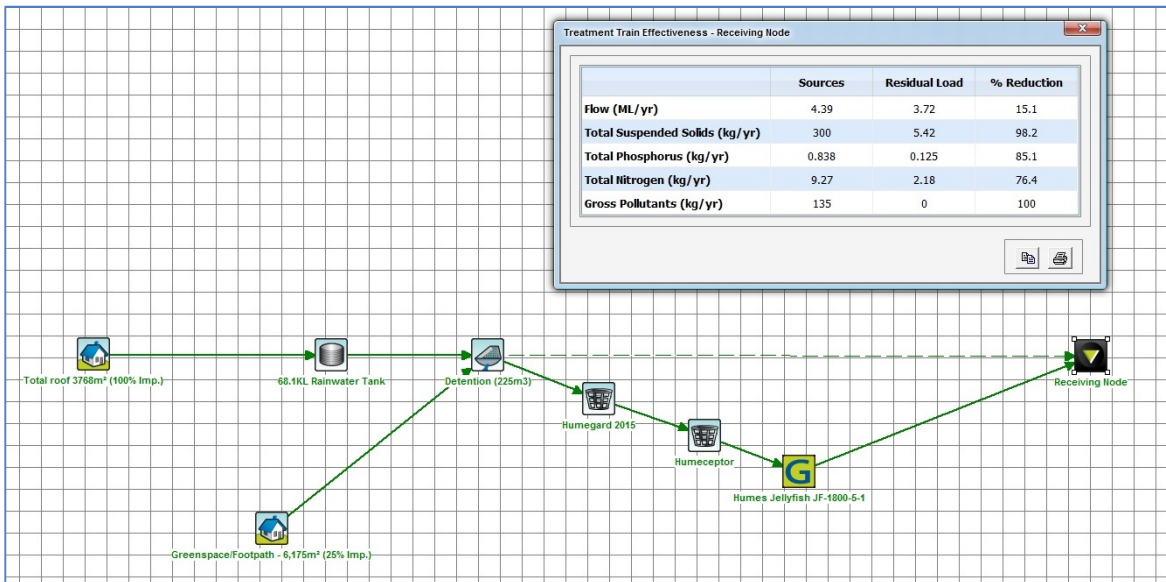 Treatment Train Effectiveness - Receiving Node
Sources Residual Load % Reduction
Flow (ML/yr) 4.39 3.72 15.1
Total Suspended Solids (kg/yr) 300 5.42 98.2
Total Phosphorus (kg/yr) 0.838 0.125 85.1
Total Nitrogen (kg/yr) 9.27 2.18 76.4
Gross Pollutants (kg/yr) 135 0 100
Total roof 3768m² (100% Imp.)
68.1KL Rainwater Tank
Detention (225m3)
Receiving Node
Humegard 2015
Humeceptor
G
Humes Jellyfish JF-1800-5-1
Greenspace/Footpath - 6,175m² (25% Imp.)